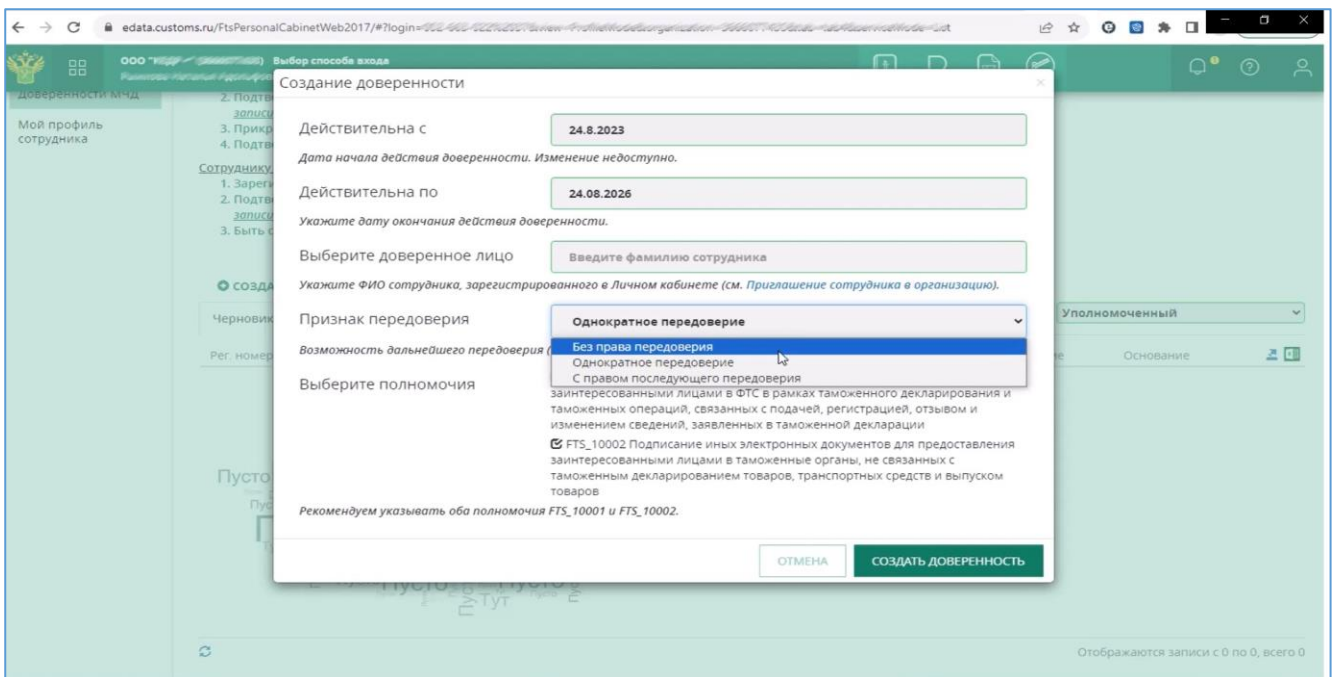 edata.customs.ru/FtsPersonalCabinetWeb2017/#?login=
ООО " Выбор способа входа
Доверенности МЧД
Мой профиль
сотрудника
2. Подтв
записи
3. Прикр
4. Подтв
Сотруднику
1. Зареги
2. Подтв
записи
3. Быть с
СОЗДА
Черновик
Уполномоченный
Рег. номер
Основание
Создание доверенности
×
Действительна с
24.8.2023
Дата начала действия доверенности. Изменение недоступно.
Действительна по
24.08.2026
Укажите дату окончания действия доверенности.
Выберите доверенное лицо
Введите фамилию сотрудника
Укажите ФИО сотрудника, зарегистрированного в Личном кабинете (см. Приглашение сотрудника в организацию).
Признак передоверия
Однократное передоверие
Без права передоверия
Однократное передоверие
С правом последующего передоверия
Возможность дальнейшего передоверия (
Выберите полномочия
заинтересованными лицами в ФТС в рамках таможенного декларирования и
таможенных операций, связанных с подачей, регистрацией, отзывом и
изменением сведений, заявленных в таможенной декларации
FTS_10002 Подписание иных электронных документов для предоставления
заинтересованными лицами в таможенные органы, не связанных с
таможенным декларированием товаров, транспортных средств и выпуском
товаров
Рекомендуем указывать оба полномочия FTS_10001 и FTS_10002.
ОТМЕНА
СОЗДАТЬ ДОВЕРЕННОСТЬ
Пусто
Пусто
Тут
Отображаются записи с 0 по 0, всего 0